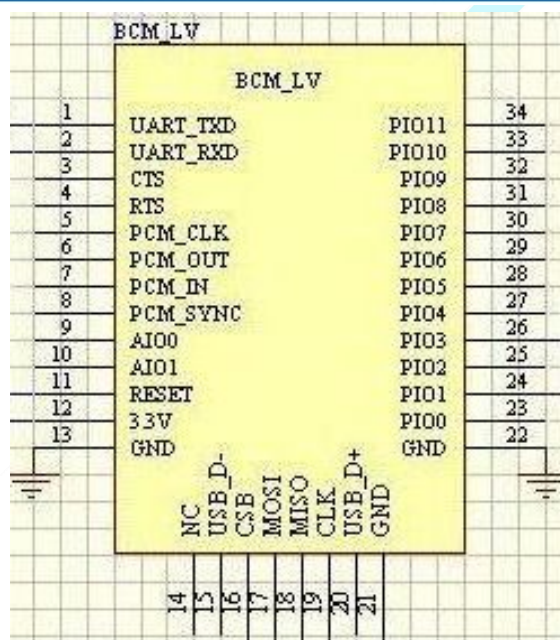 BCM_LV
BCM_LV
1 UART_TXD PIO11 34
2 UART_RXD PIO10 33
3 CTS PIO9 32
4 RTS PIO8 31
5 PCM_CLK PIO7 30
6 PCM_OUT PIO6 29
7 PCM_IN PIO5 28
8 PCM_SYNC PIO4 27
9 AIO0 PIO3 26
10 AIO1 PIO2 25
11 RESET PIO1 24
12 3.3V PIO0 23
13 GND GND 22
NC USB_D- CSB MOSI MISO CLK USB_D+ GND
14 15 16 17 18 19 20 21